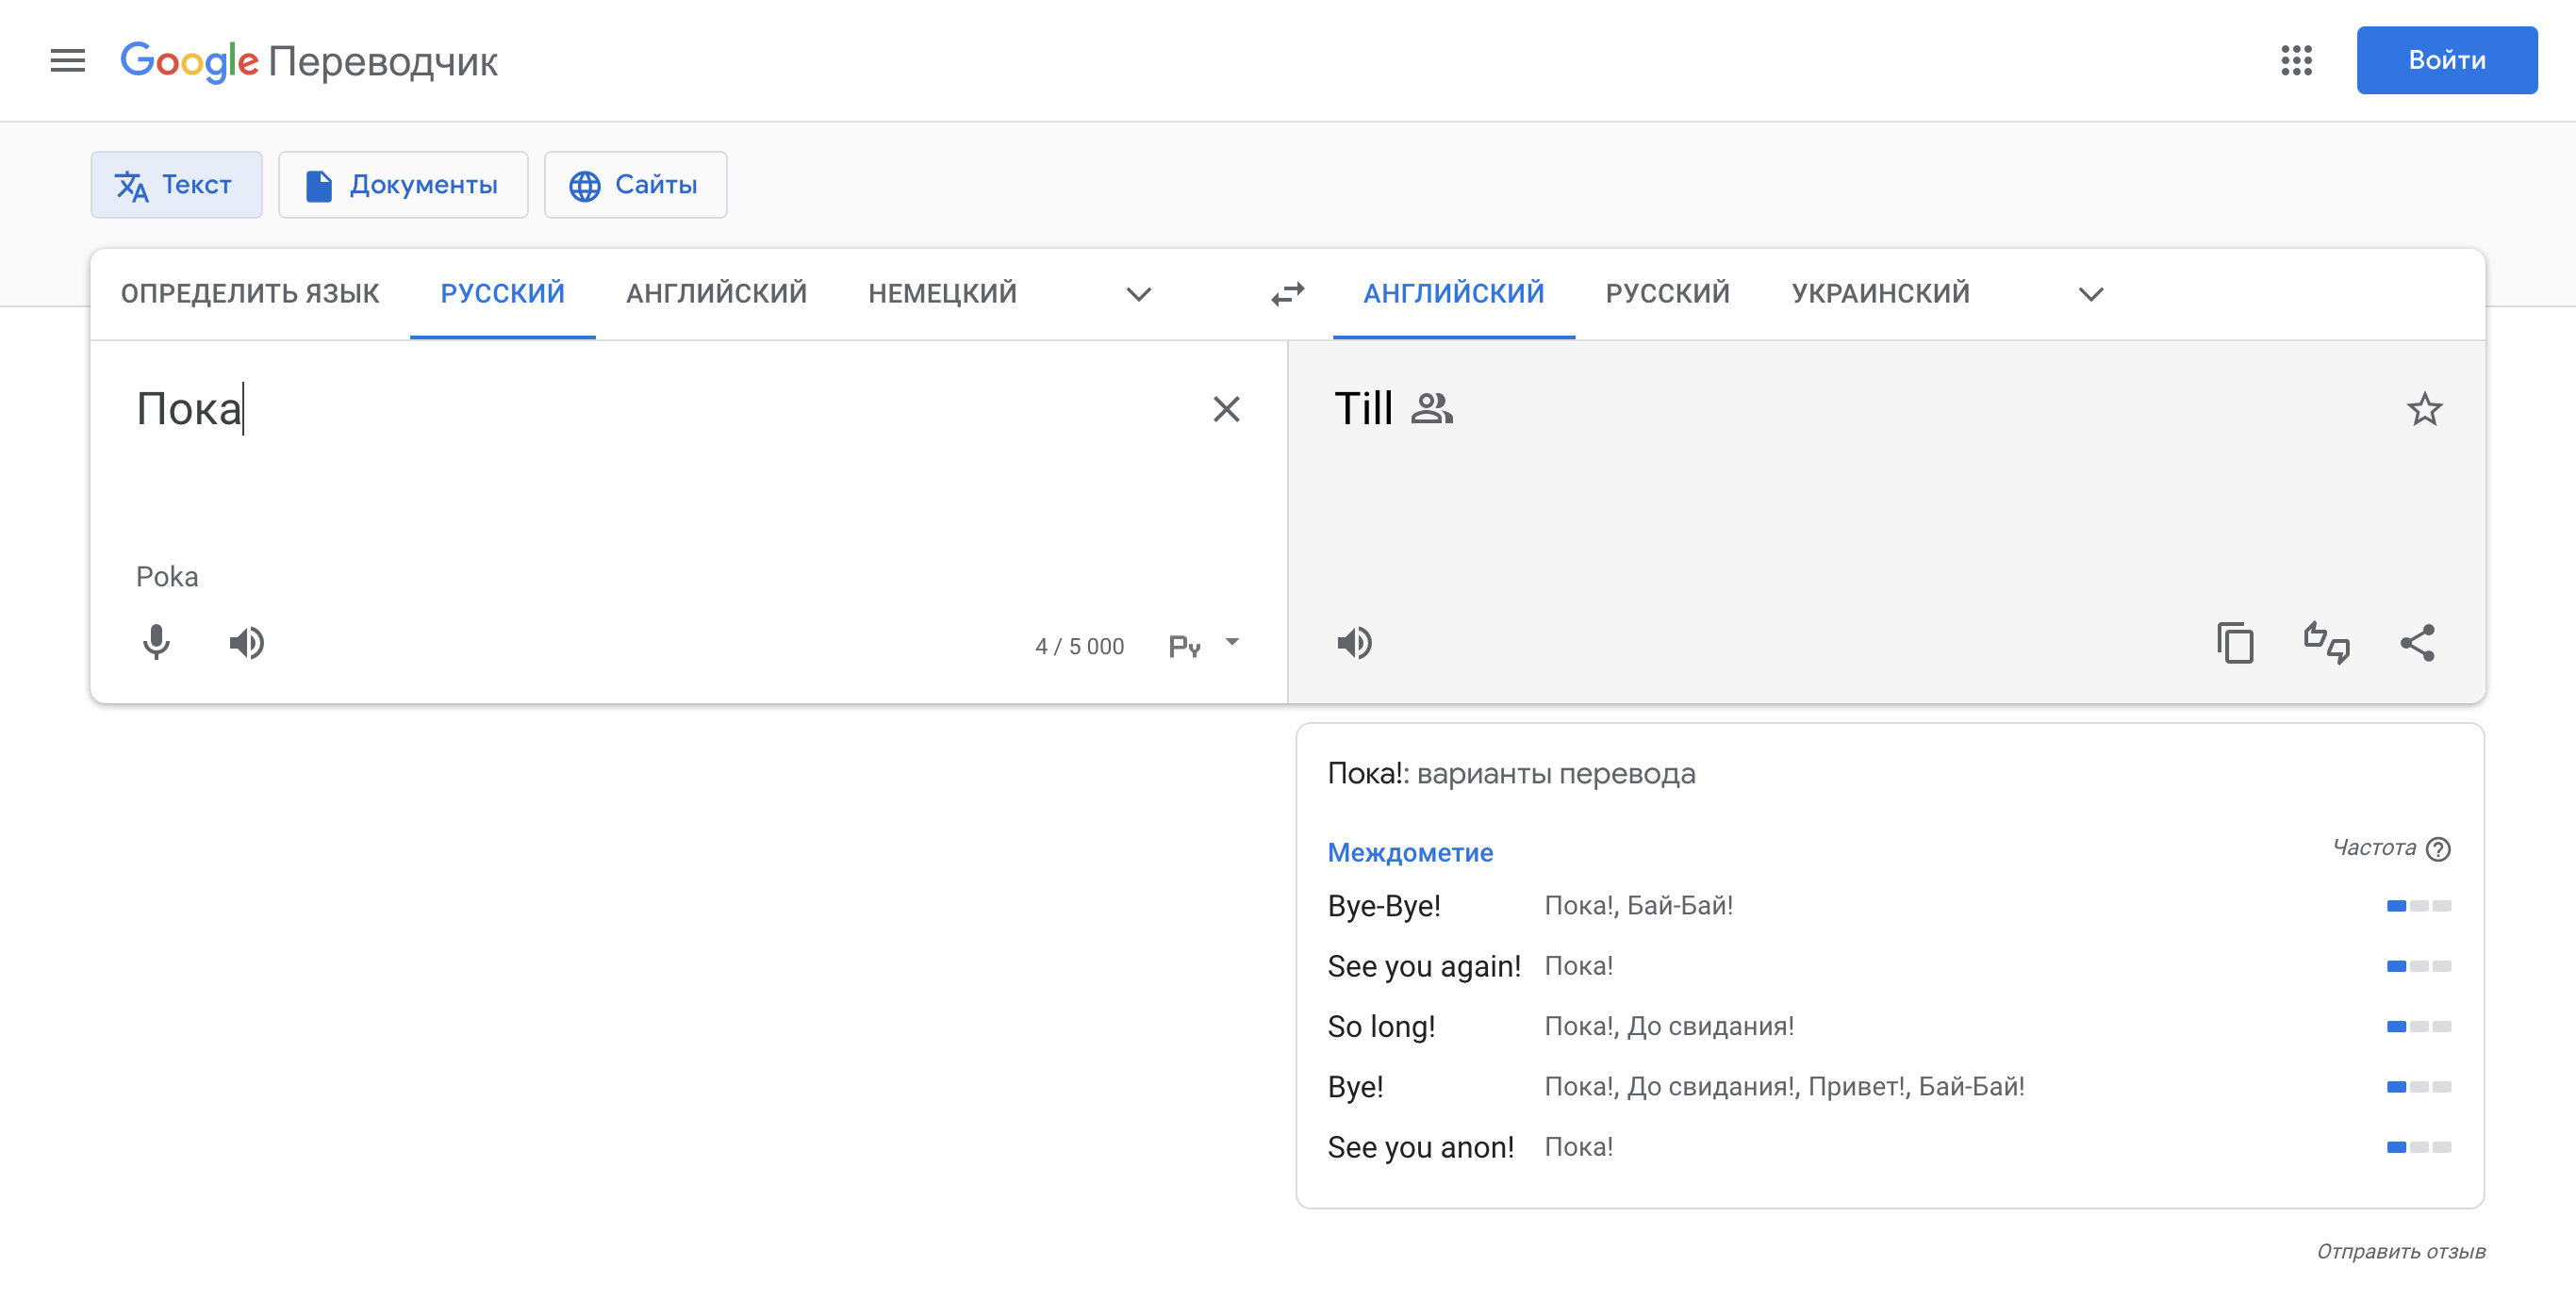 Google Переводчик
Войти
Текст
Документы
Сайты
ОПРЕДЕЛИТЬ ЯЗЫК РУССКИЙ АНГЛИЙСКИЙ НЕМЕЦКИЙ
АНГЛИЙСКИЙ РУССКИЙ УКРАИНСКИЙ
Пока
Poka
4 / 5 000
Ру
Till
Пока!: варианты перевода
Междометие Частота
Bye-Bye! Пока!, Бай-Бай!
See you again! Пока!
So long! Пока!, До свидания!
Bye! Пока!, До свидания!, Привет!, Бай-Бай!
See you anon! Пока!
Отправить отзыв